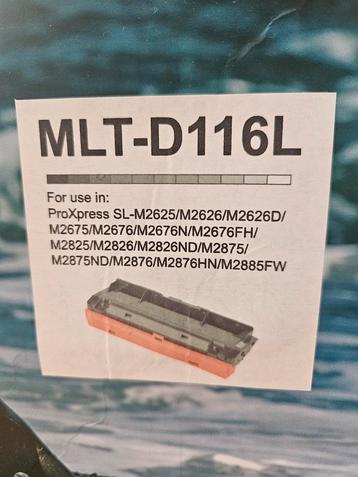 MLT-D116L
For use in:
ProXpress SL-M2625/M2626/M2626D/
M2675/M2676/M2676N/M2676FH/
M2825/M2826/M2826ND/M2875/
M2875ND/M2876/M2876HN/M2885FW